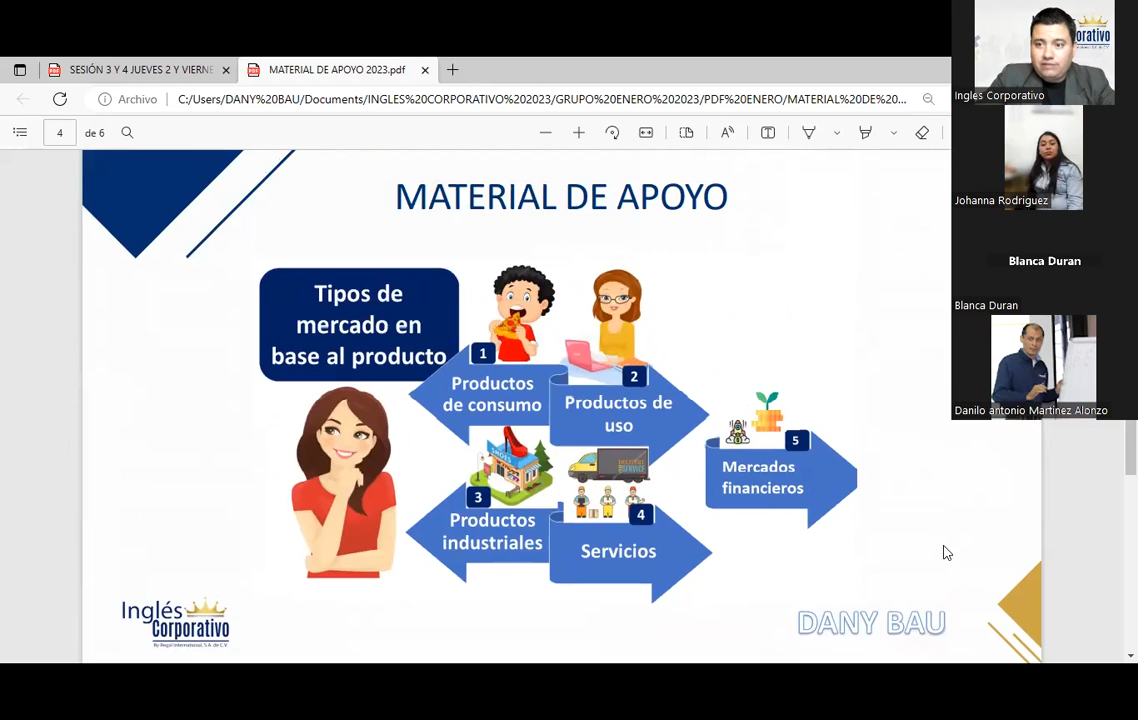 SESIÓN 3 Y 4 JUEVES 2 Y VIERNE
MATERIAL DE APOYO 2023.pdf
Archivo
C:/Users/DANY%20BAU/Documents/INGLES%20CORPORATIVO%202023/GRUPO%20ENERO%202023/PDF%20ENERO/MATERIAL%20DE%20...
4
de 6
MATERIAL DE APOYO
Tipos de
mercado en
base al producto
1
Productos
de consumo
2
Productos de
uso
3
Productos
industriales
4
Servicios
5
Mercados
financieros
SHOES
Inglés
Corporativo
DANY BAU
orativo
Inglés Corporativo
Johanna Rodriguez
Blanca Duran
Blanca Duran
Danilo antonio Martinez Alonzo